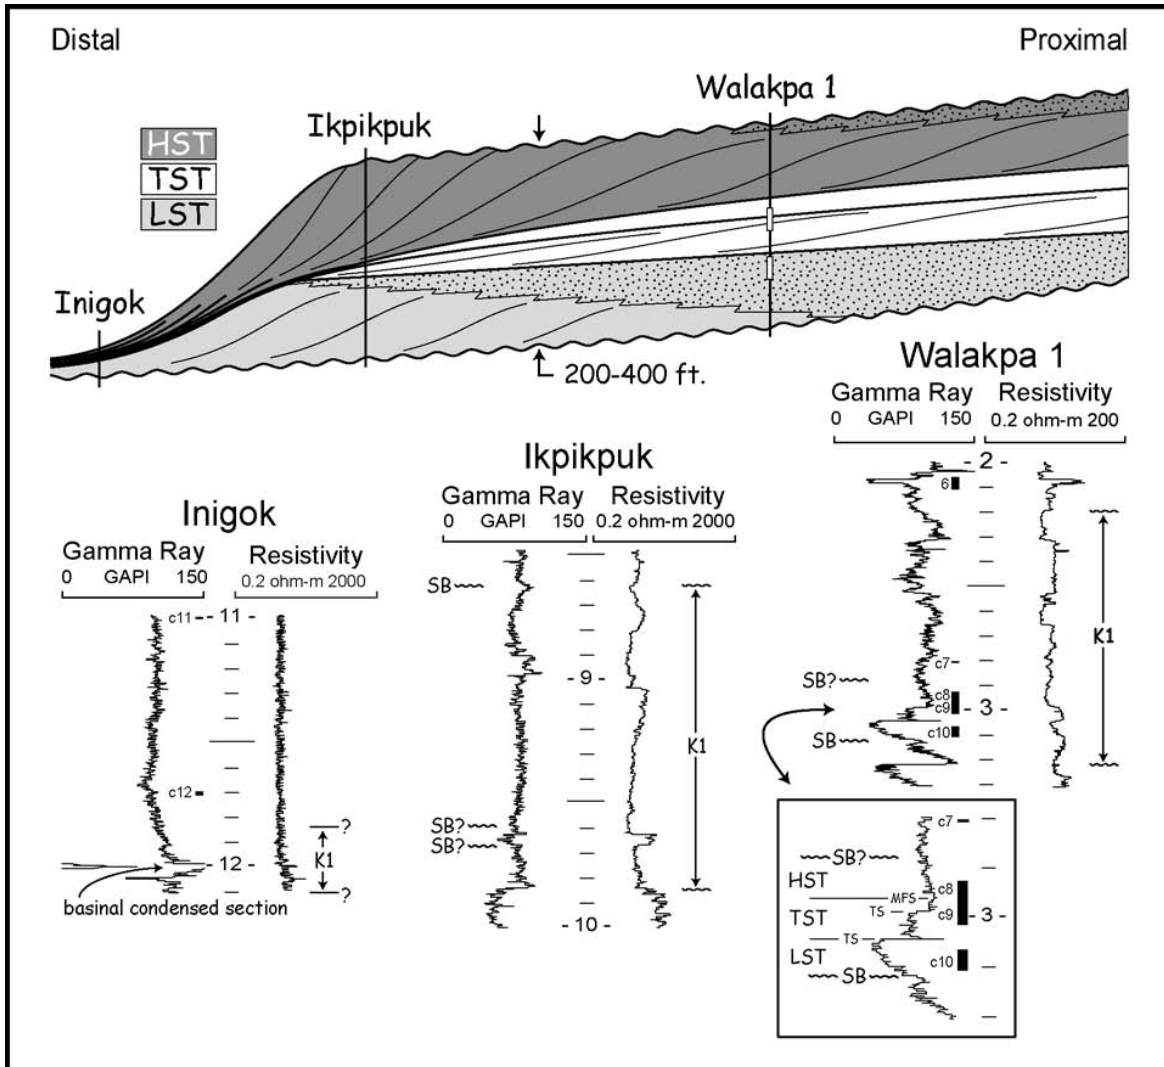 Distal
Proximal
Walakpa 1
Ikpikpuk
HST
TST
LST
Inigok
200-400 ft.
Walakpa 1
Gamma Ray Resistivity
0 GAPI 150 0.2 ohm-m 200
2
6
K1
c7
SB?
c8
c9
3
c10
SB
Ikpikpuk
Gamma Ray Resistivity
0 GAPI 150 0.2 ohm-m 2000
SB
9
K1
SB?
SB?
10
Inigok
Gamma Ray Resistivity
0 GAPI 150 0.2 ohm-m 2000
c11 11
c12
?
12 K1
?
basinal condensed section
c7
SB?
HST
c8
MFS
TS c9 3
TST
TS
LST
c10
SB